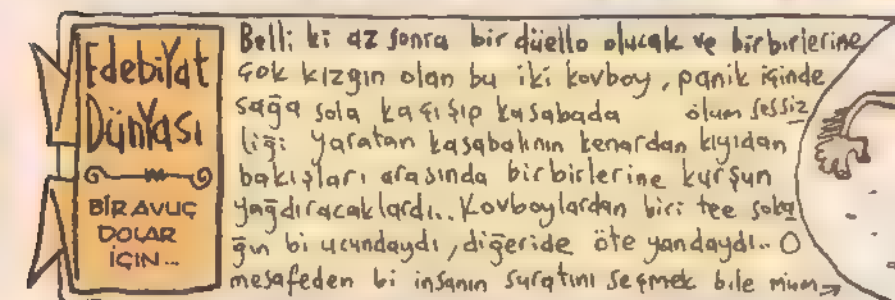 Edebiyat
Dünyası
BİR AVUÇ
DOLAR
İÇİN...
Belli ki az sonra bir düello olucak ve birbirlerine
çok kızgın olan bu iki kovboy, panik içinde
sağa sola kaçışıp kasabada ölüm sessiz
liği yaratan kasabalının kenardan kıyıdan
bakışları arasında birbirlerine kurşun
yağdıracaklardı.. Kovboylardan biri tee soka
ğın bi ucundaydı, diğeride öte yandaydı.. O
mesafeden bi insanın suratını seçmek bile müm→